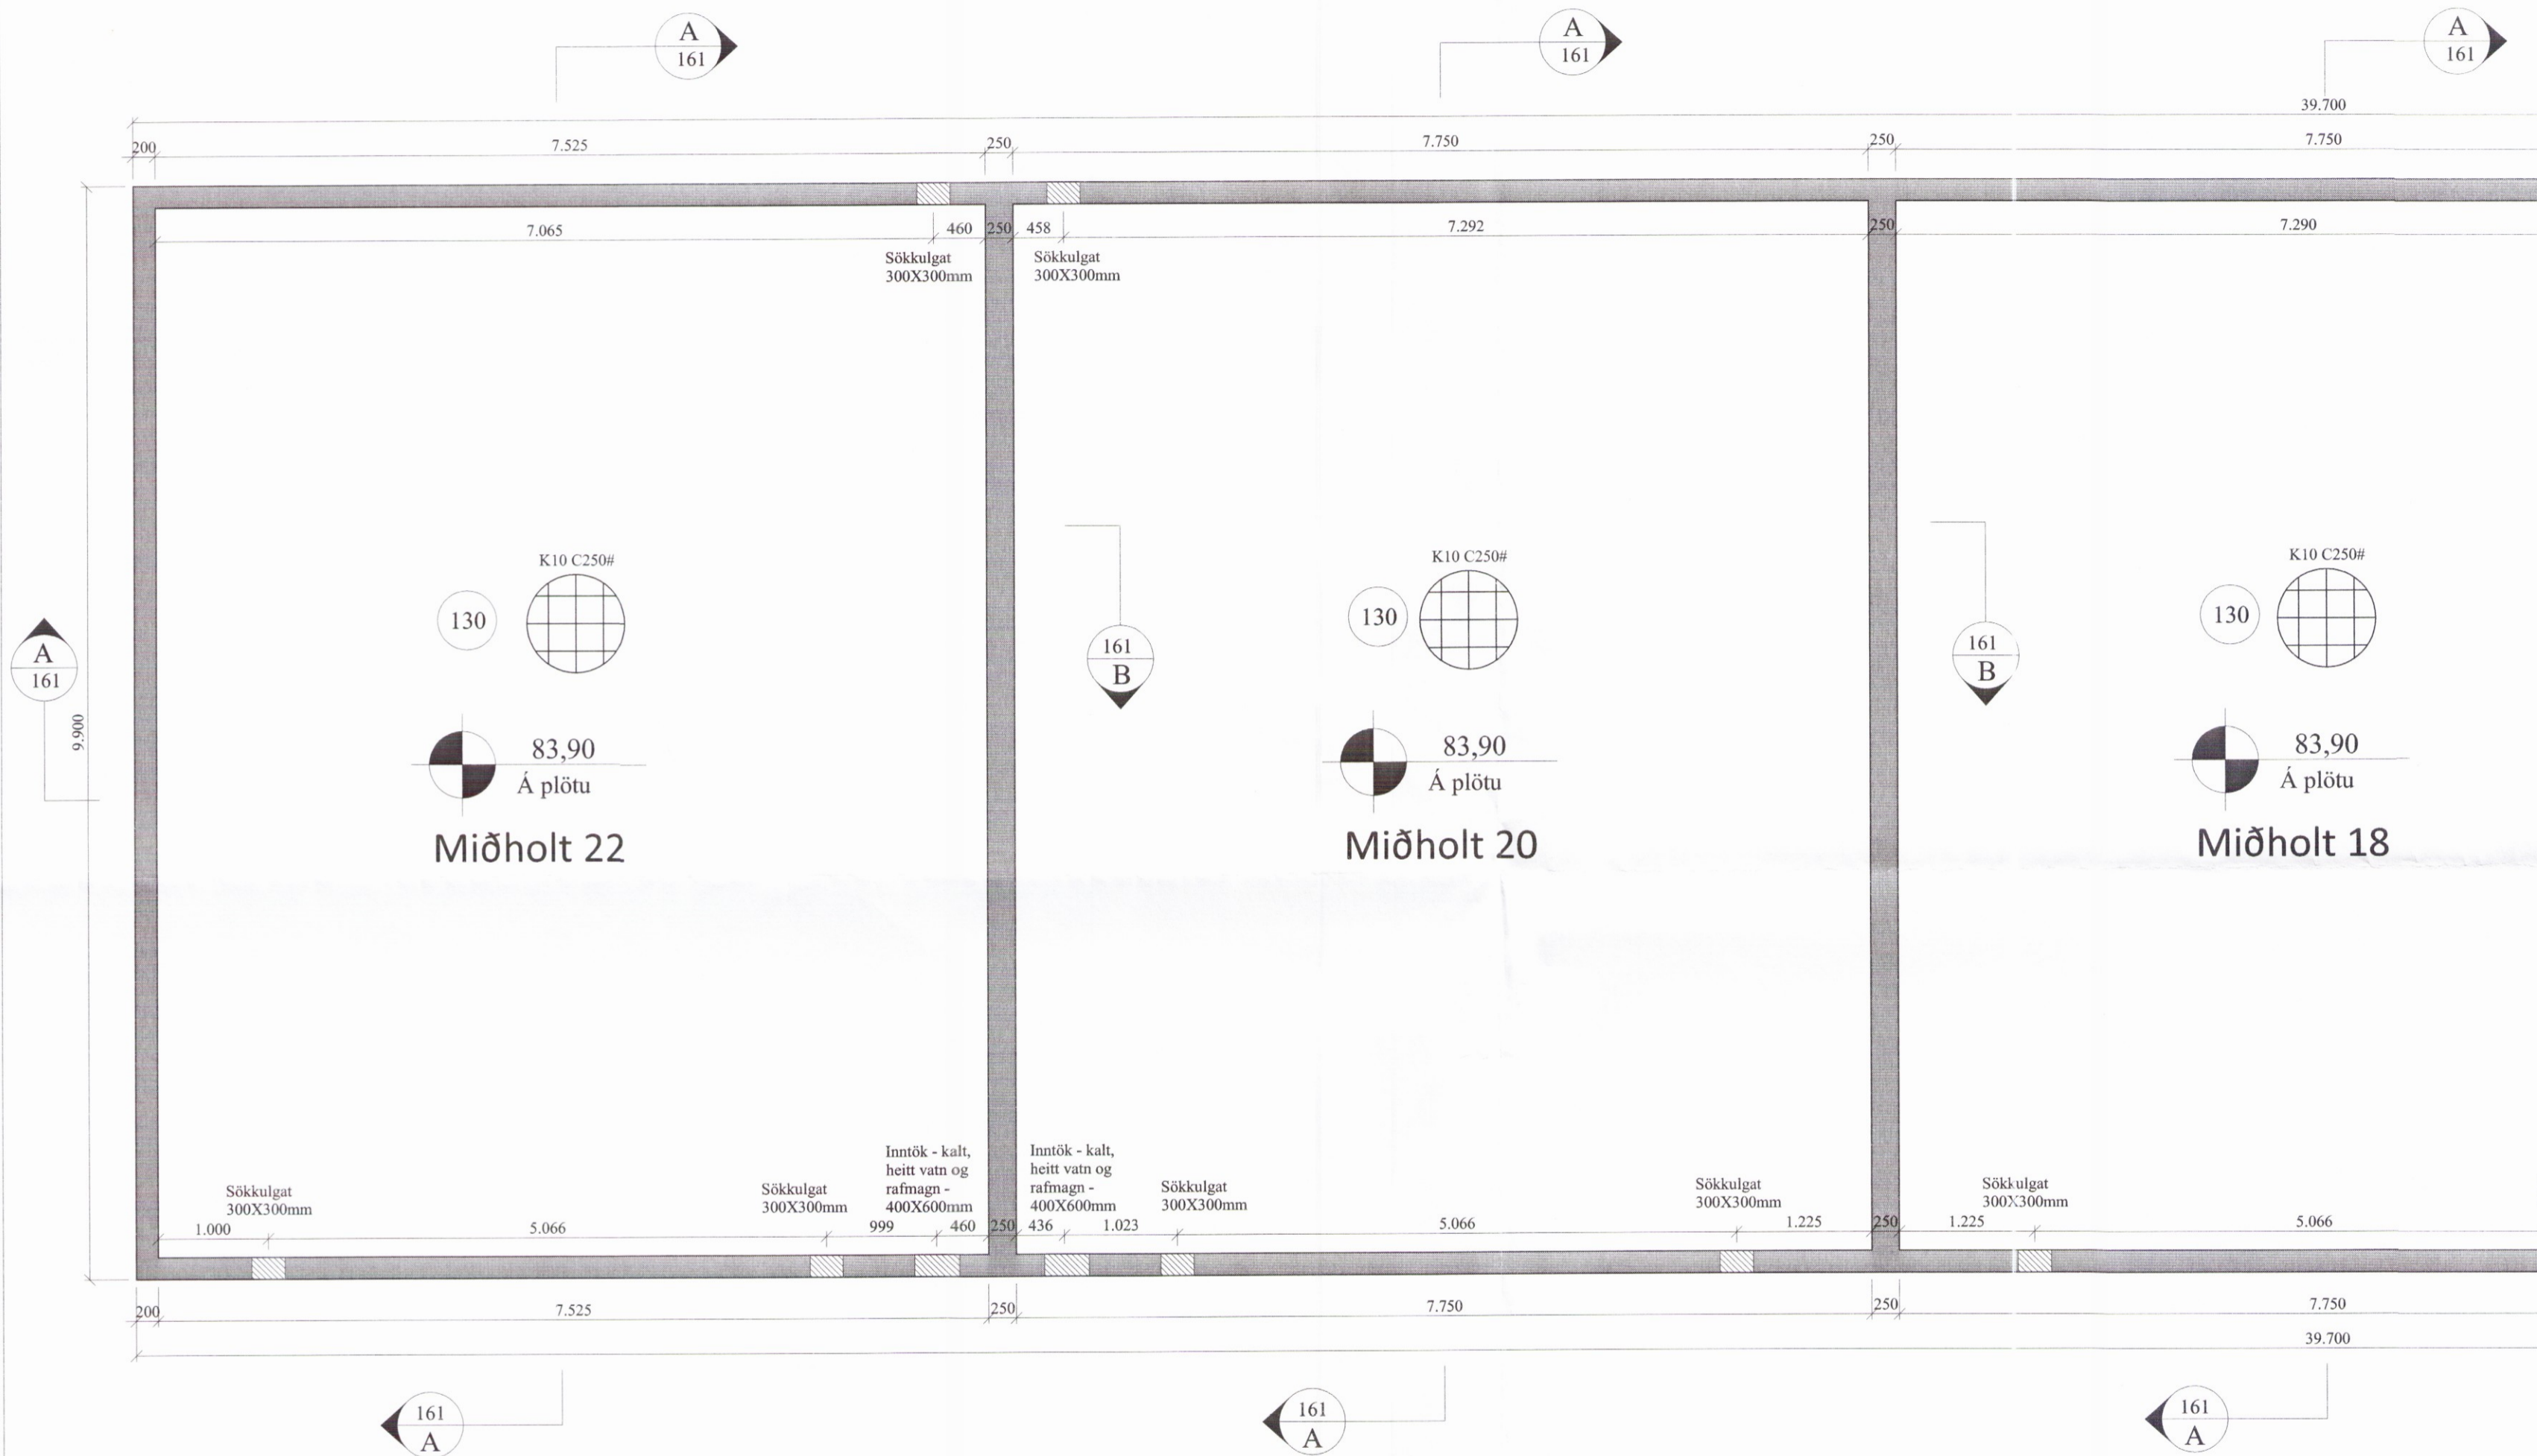 A
161
A
161
A
161
39.700
200
7.525
250
7.750
250
7.750
7.065
460
250
458
7.292
250
7.290
Sökkulgat
300X300mm
Sökkulgat
300X300mm
K10 C250#
130
K10 C250#
130
K10 C250#
130
A
161
161
B
161
B
9.900
83,90
Á plötu
83,90
Á plötu
83,90
Á plötu
Miðholt 22
Miðholt 20
Miðholt 18
Sökkulgat
300X300mm
Sökkulgat
300X300mm
Inntök - kalt,
heitt vatn og
rafmagn -
400X600mm
Inntök - kalt,
heitt vatn og
rafmagn -
400X600mm
Sökkulgat
300X300mm
Sökkulgat
300X300mm
Sökkulgat
300X300mm
1.000
5.066
999
460
250
436
1.023
5.066
1.225
250
1.225
5.066
200
7.525
250
7.750
250
7.750
39.700
161
A
161
A
161
A